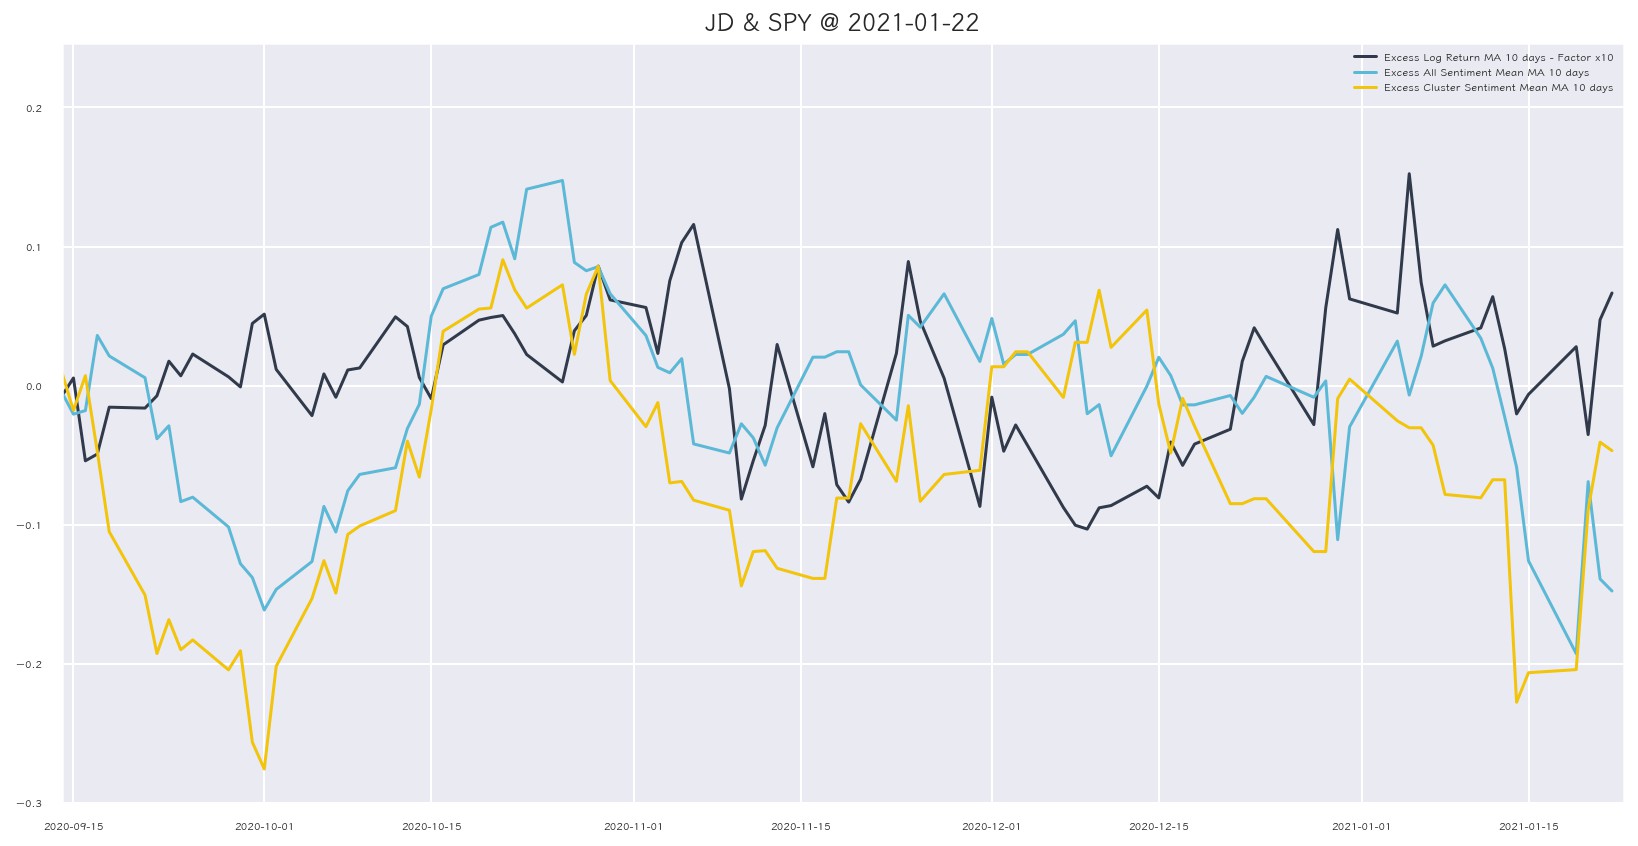 JD & SPY @ 2021-01-22
Excess Log Return MA 10 days - Factor x10
Excess All Sentiment Mean MA 10 days
Excess Cluster Sentiment Mean MA 10 days
0.2
0.1
0.0
−0.1
−0.2
−0.3
2020-09-15 2020-10-01 2020-10-15 2020-11-01 2020-11-15 2020-12-01 2020-12-15 2021-01-01 2021-01-15